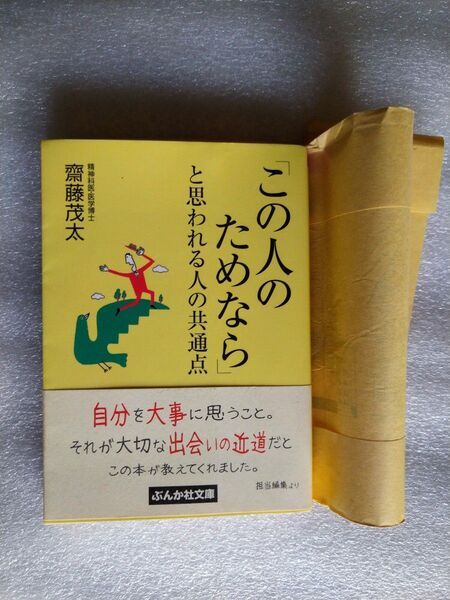 「この人の
ためなら」
と思われる人の共通点
精神科医・医学博士
齋藤茂太
自分を大事に思うこと。
それが大切な出会いの近道だと
この本が教えてくれました。
担当編集より
ぶんか社文庫